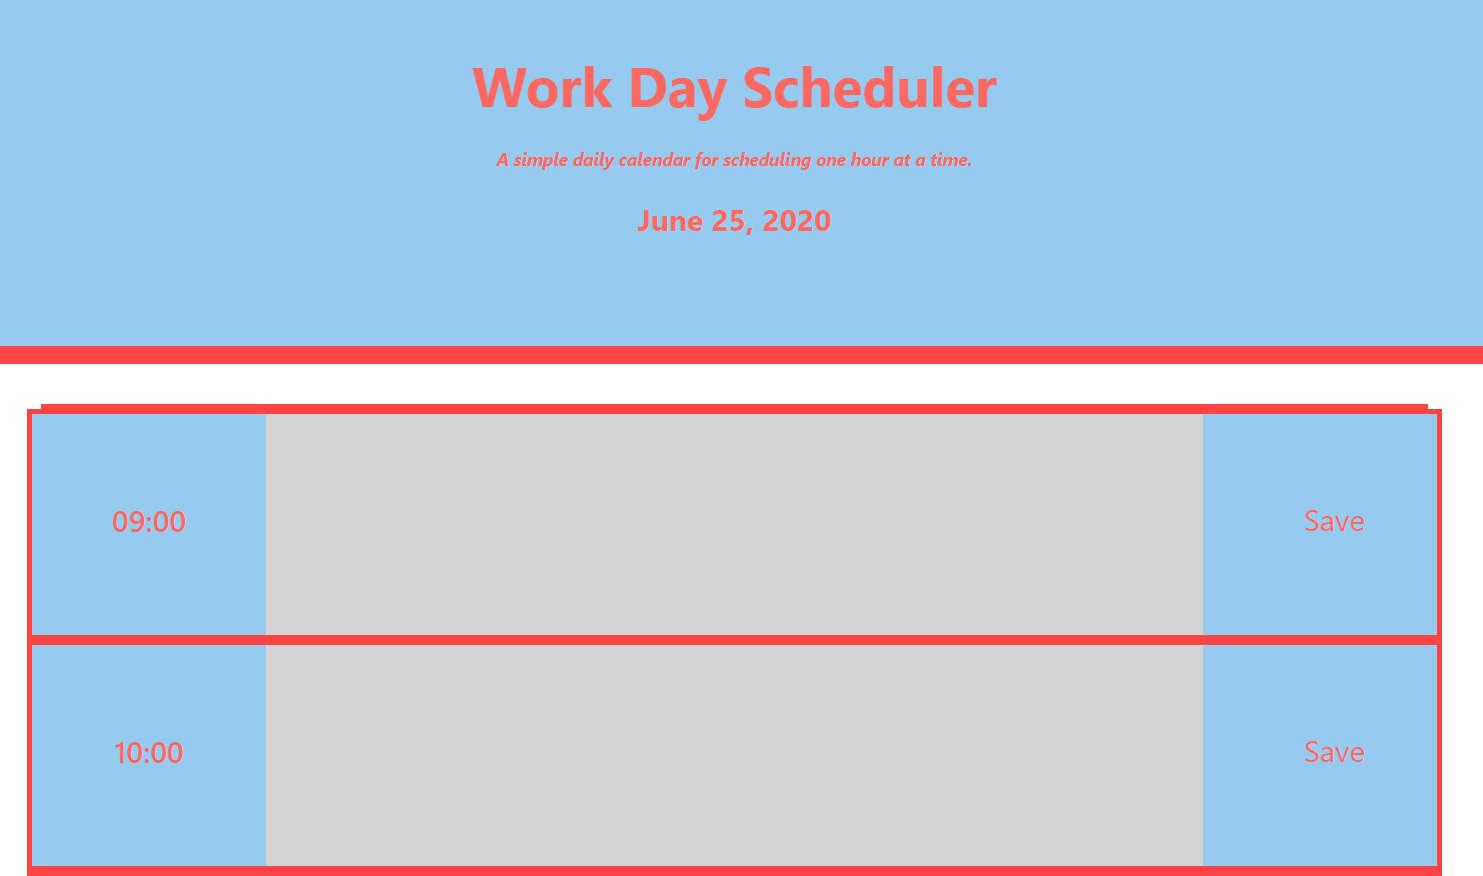 Work Day Scheduler
A simple daily calendar for scheduling one hour at a time.
June 25, 2020
09:00 Save
10:00 Save